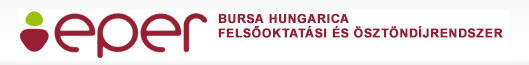 eper
BURSA HUNGARICA
FELSŐOKTATÁSI ÉS ÖSZTÖNDÍJRENDSZER